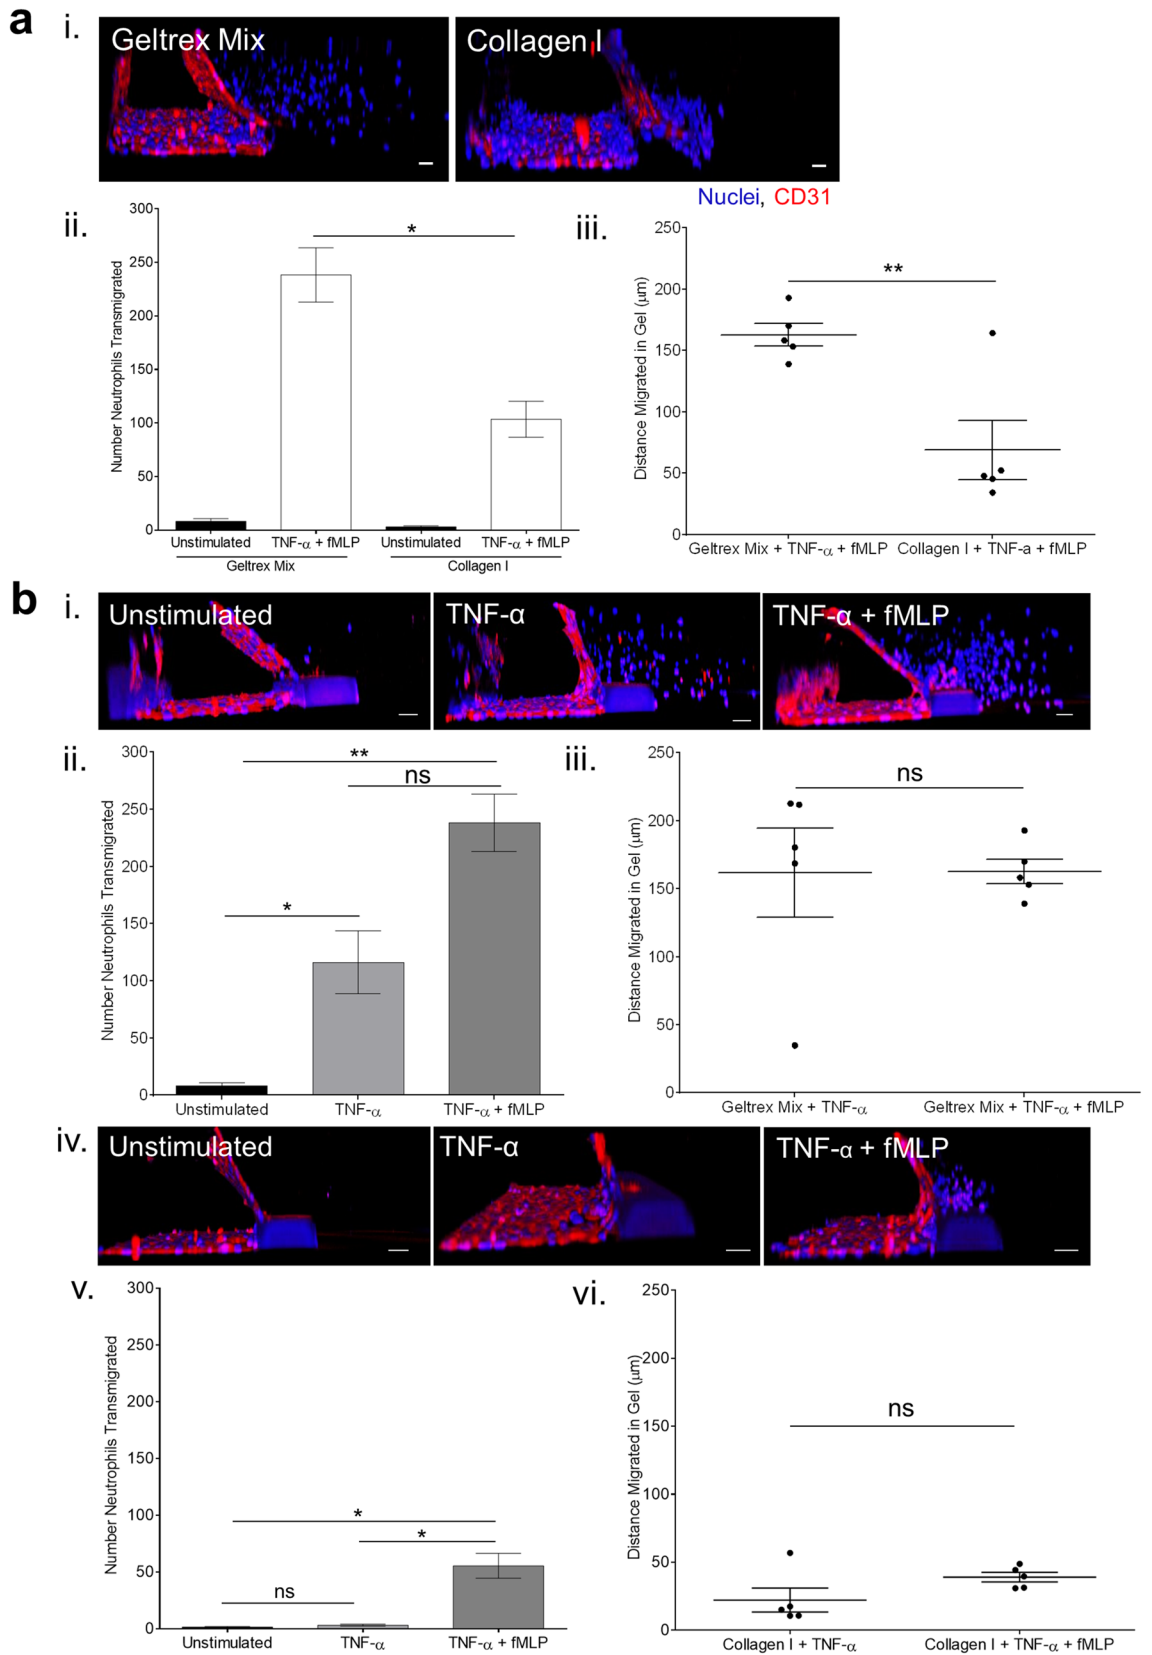 a
i.
Geltrex Mix
Collagen I
Nuclei, CD31
ii.
300
250
200
150
100
50
0
Number Neutrophils Transmigrated
*
Unstimulated
TNF-α + fMLP
Unstimulated
TNF-α + fMLP
Geltrex Mix
Collagen I
iii.
250
200
150
100
50
0
Distance Migrated in Gel (μm)
**
Geltrex Mix + TNF-α + fMLP
Collagen I + TNF-a + fMLP
b
i.
Unstimulated
TNF-α
TNF-α + fMLP
ii.
300
250
200
150
100
50
0
Number Neutrophils Transmigrated
**
ns
*
Unstimulated
TNF-α
TNF-α + fMLP
iii.
250
200
150
100
50
0
Distance Migrated in Gel (μm)
ns
Geltrex Mix + TNF-α
Geltrex Mix + TNF-α + fMLP
iv.
Unstimulated
TNF-α
TNF-α + fMLP
v.
300
250
200
150
100
50
0
Number Neutrophils Transmigrated
*
*
ns
Unstimulated
TNF-α
TNF-α + fMLP
vi.
250
200
150
100
50
0
Distance Migrated in Gel (μm)
ns
Collagen I + TNF-α
Collagen I + TNF-α + fMLP